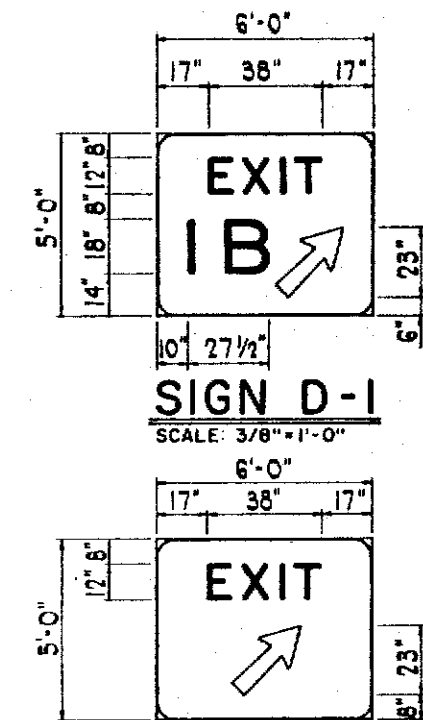 6'-0"
17" 38" 17"
5'-0"
8"
12"
8"
18"
14"
EXIT
1B
23"
6"
10" 27 1/2"
SIGN D-1
SCALE: 3/8"=1'-0"
6'-0"
17" 38" 17"
5'-0"
8"
12"
EXIT
23"
8"